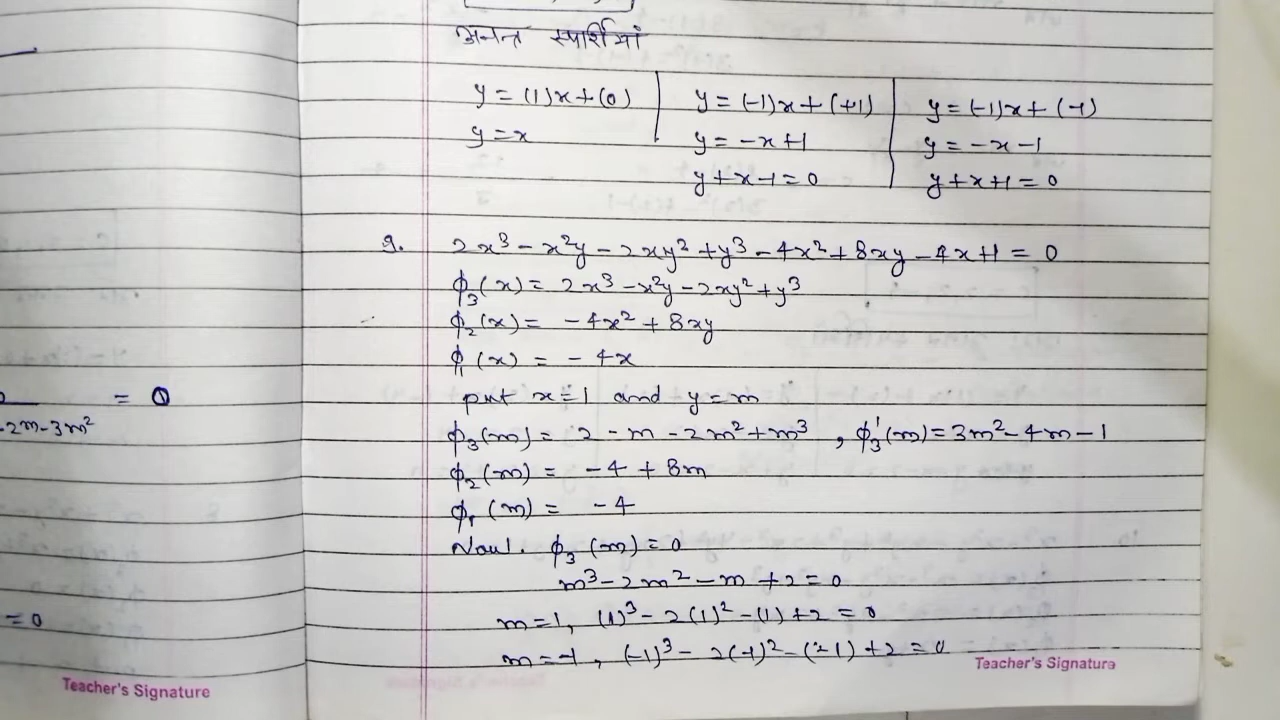 अनन्त स्पर्शियां
y = (1)x+(0) y = (-1)x + (+1) y = (-1)x + (-1)
y = x y = -x+1 y = -x-1
y+x-1=0 y+x+1=0
9. 2x³ - x²y - 2xy² + y³ - 4x² + 8xy - 4x+1 = 0
ϕ₃(x) = 2x³ - x²y - 2xy² + y³
ϕ₂(x) = -4x² + 8xy
ϕ₁(x) = -4x
put x=1 and y=m
= 0
-2m-3m²
ϕ₃(m) = 2 - m - 2m² + m³ , ϕ₃'(m) = 3m² - 4m - 1
ϕ₂(m) = -4 + 8m
ϕ₁(m) = -4
Now. ϕ₃(m) = 0
m³ - 2m² - m + 2 = 0
= 0
m=1, (1)³ - 2(1)² - (1) + 2 = 0
m=-1, (-1)³ - 2(-1)² - (-1) + 2 = 0
Teacher's Signature
Teacher's Signature